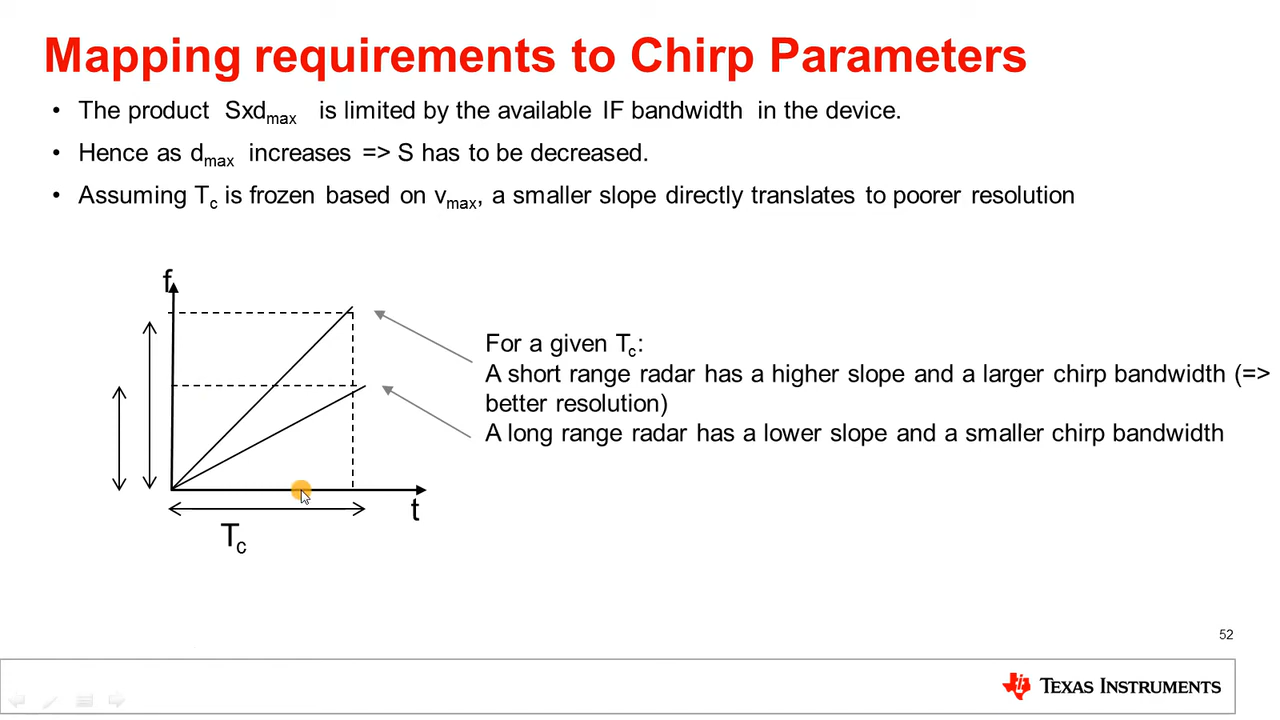 Mapping requirements to Chirp Parameters
• The product Sxdmax is limited by the available IF bandwidth in the device.
• Hence as dmax increases => S has to be decreased.
• Assuming Tc is frozen based on vmax, a smaller slope directly translates to poorer resolution
f
For a given Tc:
A short range radar has a higher slope and a larger chirp bandwidth (=>
better resolution)
A long range radar has a lower slope and a smaller chirp bandwidth
t
Tc
52
TEXAS INSTRUMENTS